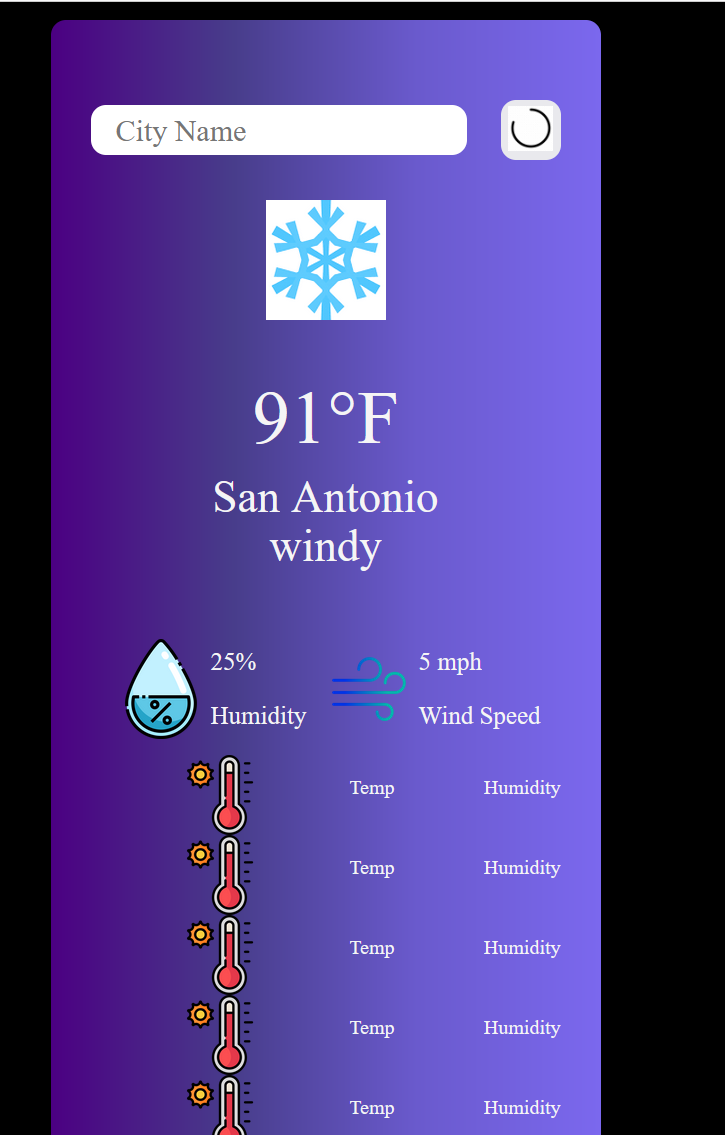 City Name
91°F
San Antonio
windy
25%
Humidity
5 mph
Wind Speed
Temp Humidity
Temp Humidity
Temp Humidity
Temp Humidity
Temp Humidity